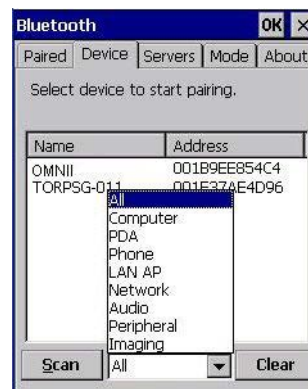 Bluetooth OK ×
Paired Device Servers Mode About
Select device to start pairing.
Name Address
OMNII 001B9EE854C4
TORPSG-011 001E37AE4D96
All
Computer
PDA
Phone
LAN AP
Network
Audio
Peripheral
Imaging
Scan All Clear